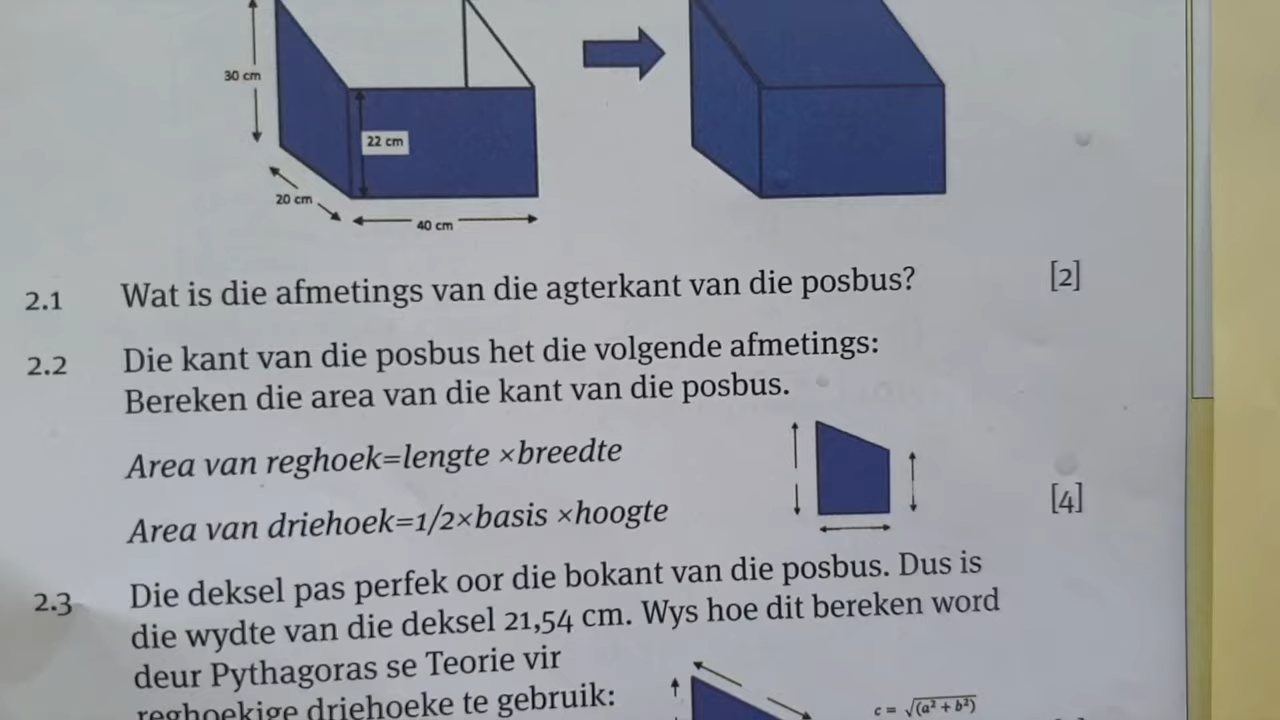 30 cm
22 cm
20 cm
40 cm
2.1 Wat is die afmetings van die agterkant van die posbus? [2]
2.2 Die kant van die posbus het die volgende afmetings:
Bereken die area van die kant van die posbus.
Area van reghoek=lengte ×breedte
Area van driehoek=1/2×basis ×hoogte [4]
2.3 Die deksel pas perfek oor die bokant van die posbus. Dus is
die wydte van die deksel 21,54 cm. Wys hoe dit bereken word
deur Pythagoras se Teorie vir
reghoekige driehoeke te gebruik:
c = √(a² + b²)